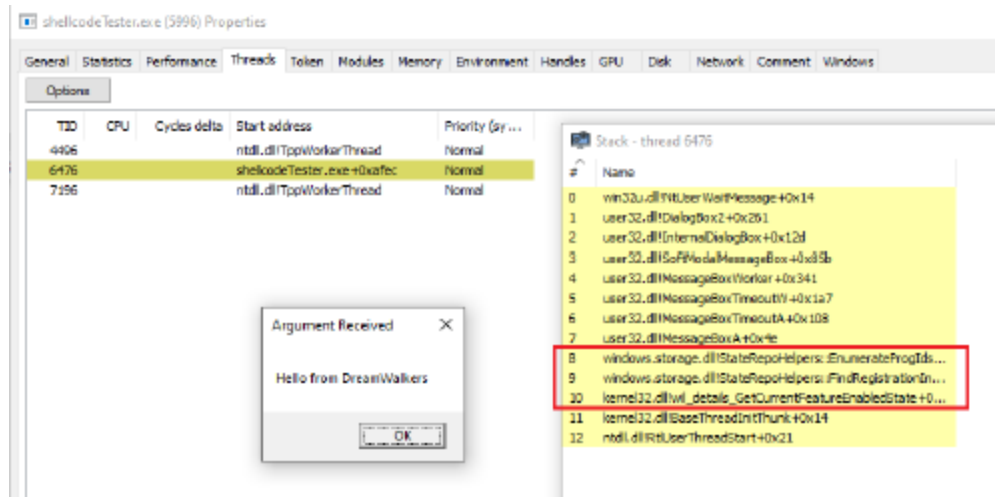 shellcodeTester.exe (5996) Properties
General Statistics Performance Threads Token Modules Memory Environment Handles GPU Disk Network Comment Windows
Options
TID CPU Cycles delta Start address Priority (sy...
4496 ntdll.dll!TppWorkerThread Normal
6476 shellcodeTester.exe+0xafec Normal
7196 ntdll.dll!TppWorkerThread Normal
Stack - thread 6476
# Name
0 win32u.dll!NtUserWaitMessage+0x14
1 user32.dll!DialogBox2+0x261
2 user32.dll!InternalDialogBox+0x12d
3 user32.dll!SoftModalMessageBox+0x85b
4 user32.dll!MessageBoxWorker+0x341
5 user32.dll!MessageBoxTimeoutW+0x1a7
6 user32.dll!MessageBoxTimeoutA+0x108
7 user32.dll!MessageBoxA+0x4e
8 windows.storage.dll!StateRepoHelpers::EnumerateProgIds...
9 windows.storage.dll!StateRepoHelpers::FindRegistrationIn...
10 kernel32.dll!wil_details_GetCurrentFeatureEnabledState+0...
11 kernel32.dll!BaseThreadInitThunk+0x14
12 ntdll.dll!RtlUserThreadStart+0x21
Argument Received
Hello from DreamWalkers
OK